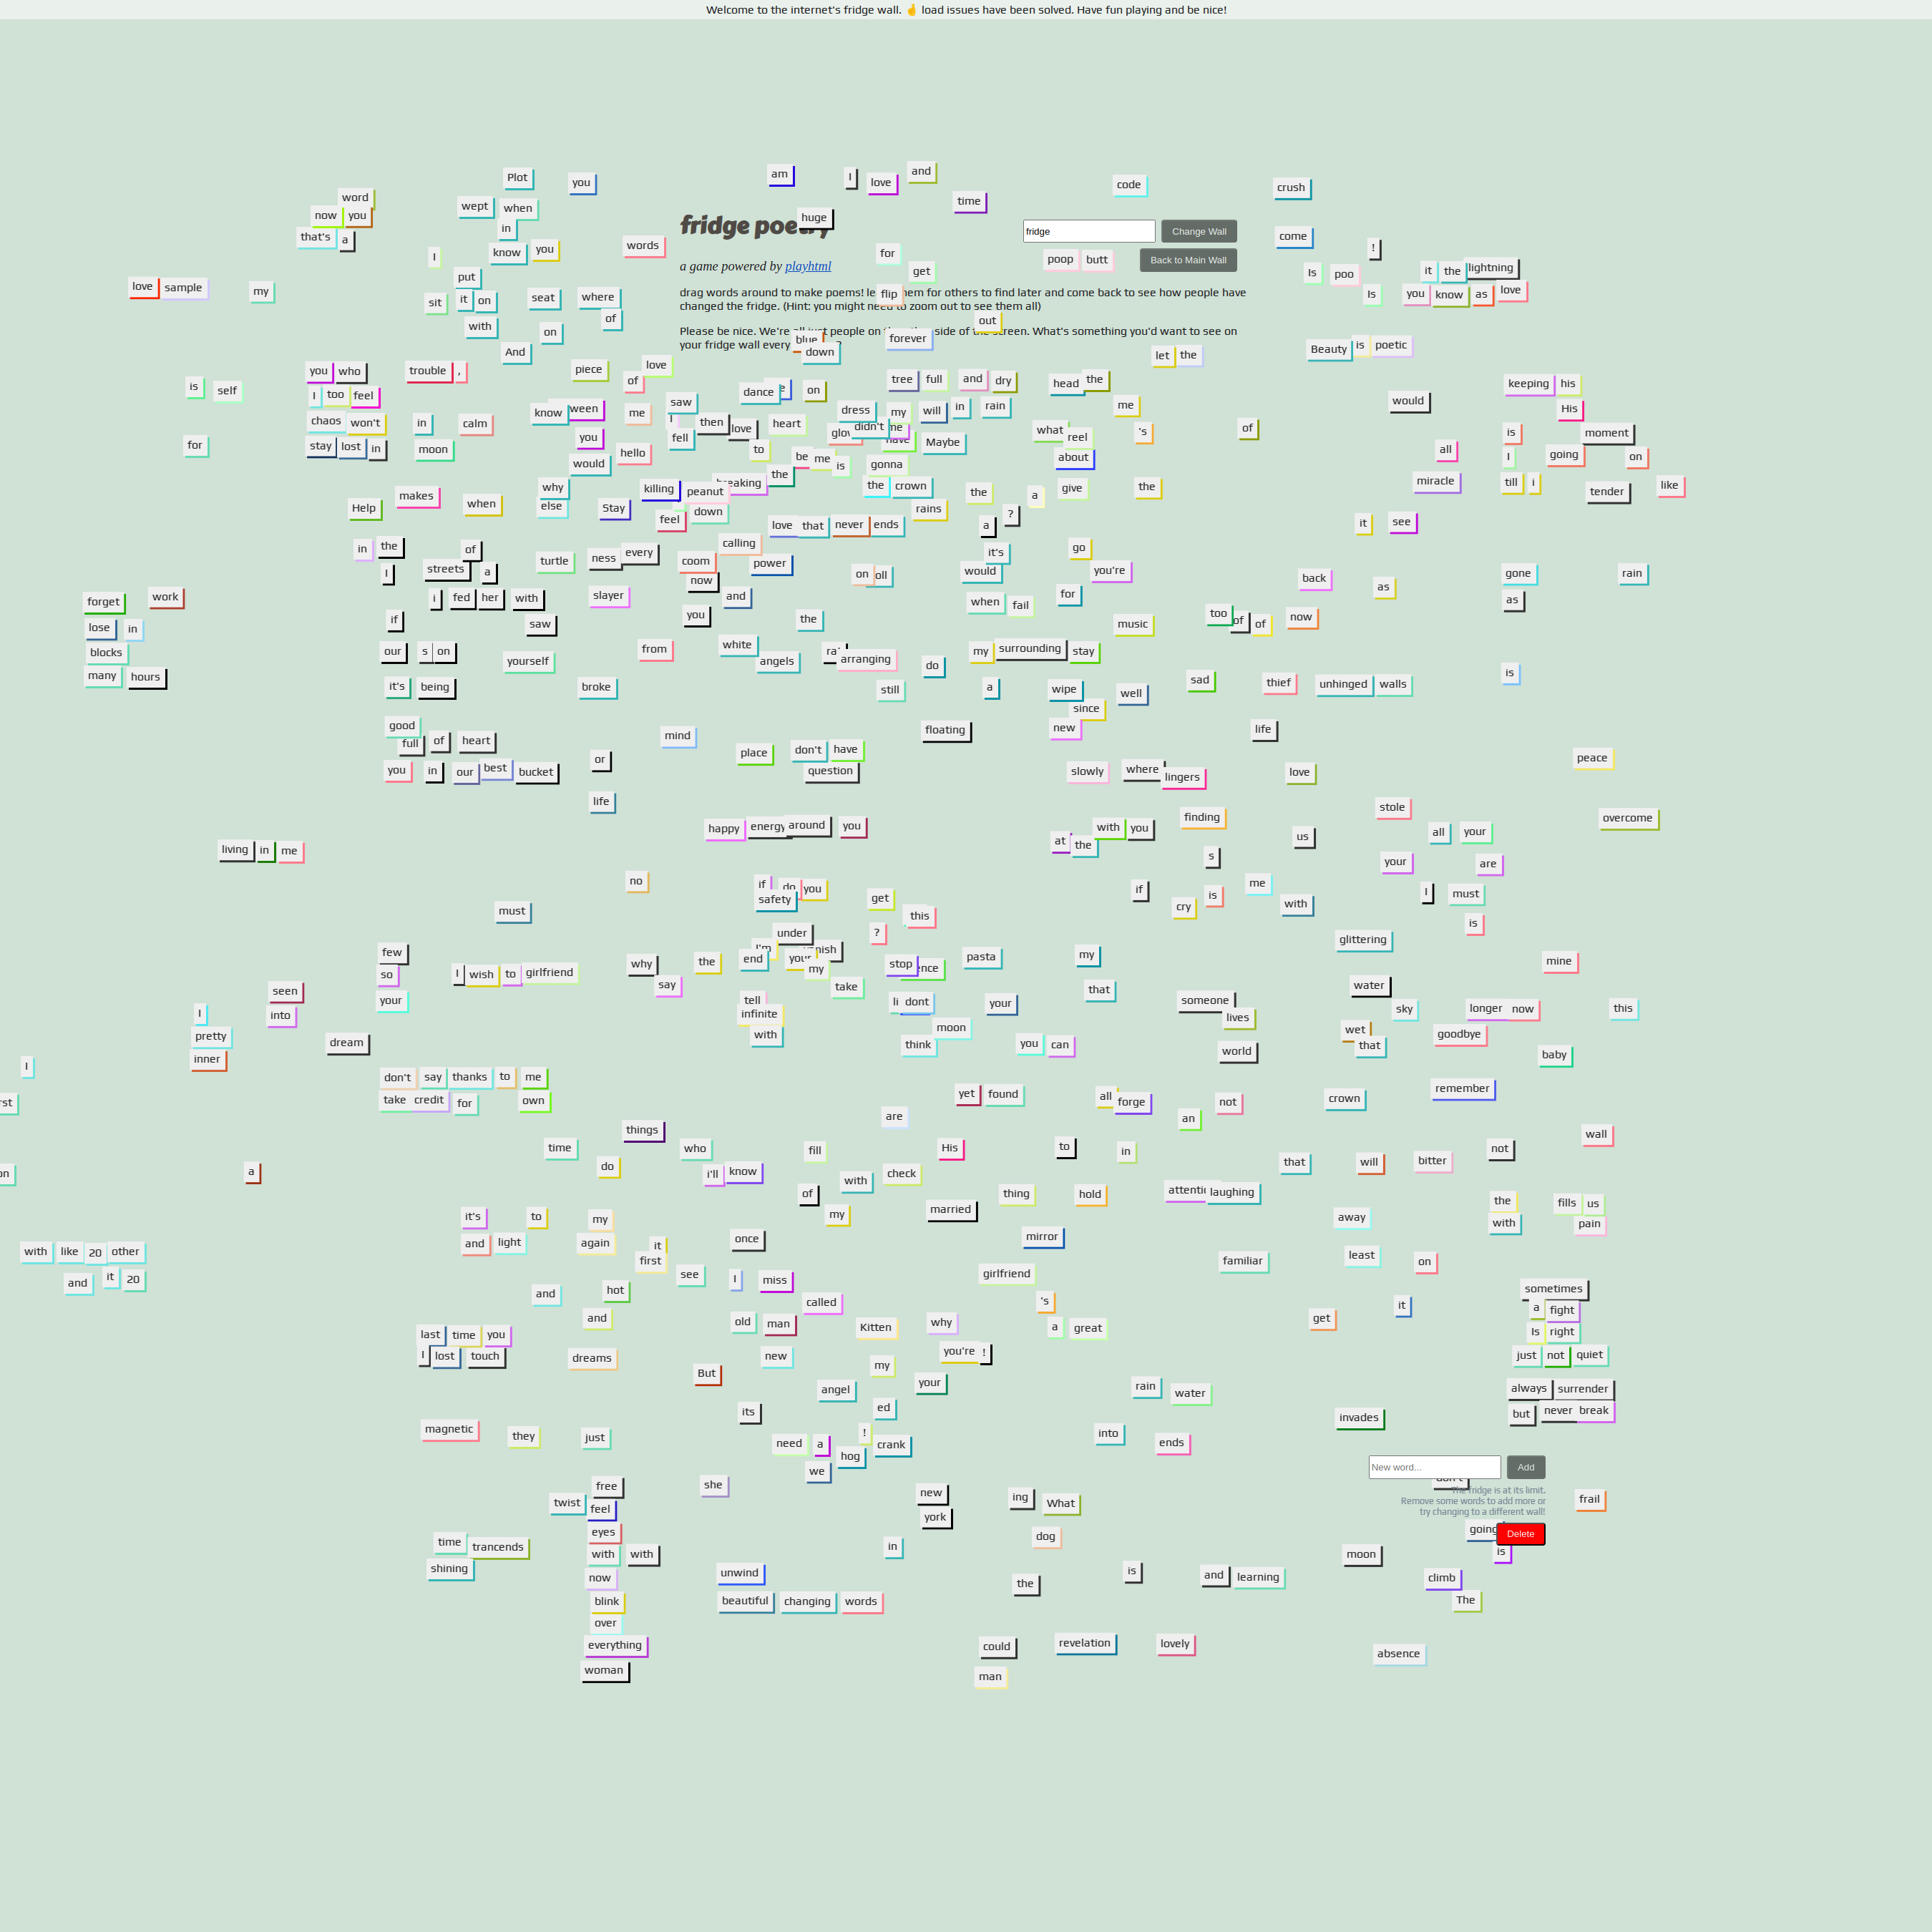 Welcome to the internet's fridge wall. 🤞 load issues have been solved. Have fun playing and be nice!
am I love and
Plot you code crush
word wept when time
now you huge
that's a in fridge poetry fridge Change Wall come
I know you words for poop butt Back to Main Wall !
a game powered by playhtml
put get Is poo it the lightning
love sample my sit it on seat where flip Is you know as love
drag words around to make poems! leave them for others to find later and come back to see how people have
changed the fridge. (Hint: you might need to zoom out to see them all)
with on of out
Please be nice. We're all just people on the other side of the screen. What's something you'd want to see on
your fridge wall every
And blue down forever let the Beauty is poetic
you who trouble , piece of love tree full and dry head the keeping his
is self I too feel dance on would
chaos won't in calm know me saw then love heart dress my will in rain me His
for stay lost in moon you fell didn't me Maybe what reel 's of is moment
would hello to be me is gonna about all I going on
makes when why killing breaking peanut the the crown the a give the miracle till i tender like
Help else Stay feel down rains ?
love that never ends a it see
in the of turtle ness every calling it's go
I streets a coom power on oll would you're back gone rain
forget work i fed her with slayer now and when fail for as as
lose in if saw you the music too of of now
blocks our s on yourself from white angels arranging do my surrounding stay
many hours it's being broke still a wipe well sad thief unhinged walls is
good since
full of heart mind floating new life
you in our best bucket or place don't have question slowly where lingers love peace
life stole
happy energy around you with you finding overcome
living in me at the s us all your
your are
no if do you get if is me I must
must safety this cry with is
under ? glittering
few I'm vanish
so I wish to girlfriend why the end your my stop pasta my mine
seen your say take that water
I into tell li dont your someone sky longer now this
pretty infinite moon lives wet goodbye
inner dream with think you can world that baby
I
don't say thanks to me yet found all remember
take credit for own are forge not crown
things an wall
time who fill His to in not
a do i'll know check that will bitter
with
of thing hold laughing the fills us
it's to my my married away with pain
and light again it once mirror
with like 20 other first familiar least on
and it 20 see I miss girlfriend sometimes
and hot called 's it a fight
and old man Kitten why a great get Is right
last time you you're ! just not quiet
I lost touch dreams new my
But angel your rain water always surrender
its ed invades but never break
magnetic they just need a ! crank into ends
we hog
free she New word... Add
The fridge is at its limit.
Remove some words to add more or
try changing to a different wall!
twist feel new ing What frail
eyes york dog going Delete
time trancends with with in moon is
shining now unwind the is and learning climb
blink beautiful changing words The
over
everything could revelation lovely absence
woman man